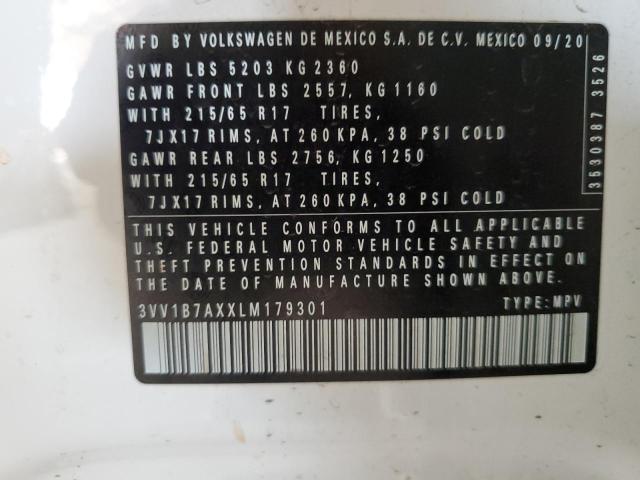 MFD BY VOLKSWAGEN DE MEXICO S.A. DE C.V. MEXICO 09/20
GVWR LBS 5203 KG 2360
GAWR FRONT LBS 2557, KG 1160
WITH 215/65 R17 TIRES,
7JX17 RIMS, AT 260 KPA, 38 PSI COLD
GAWR REAR LBS 2756, KG 1250
WITH 215/65 R17 TIRES,
7JX17 RIMS, AT 260 KPA, 38 PSI COLD
3530387 3526
THIS VEHICLE CONFORMS TO ALL APPLICABLE
U.S. FEDERAL MOTOR VEHICLE SAFETY AND
THEFT PREVENTION STANDARDS IN EFFECT ON
THE DATE OF MANUFACTURE SHOWN ABOVE.
3VV1B7AXXLM179301 TYPE: MPV